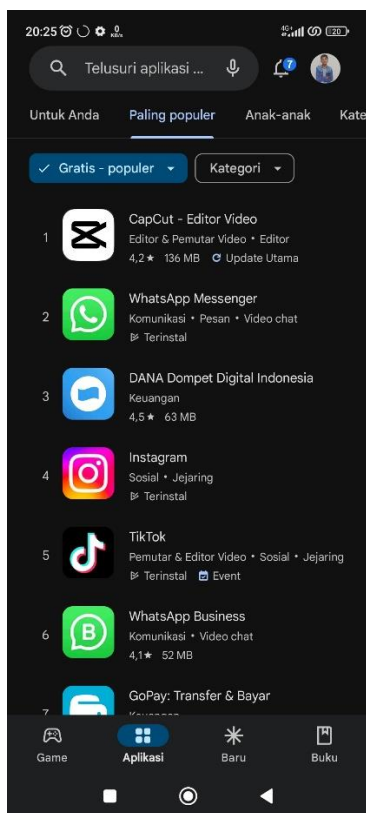 20:25
4G+
20
Telusuri aplikasi ...
7
Untuk Anda
Paling populer
Anak-anak
Kate
Gratis - populer
Kategori
1
CapCut - Editor Video
Editor & Pemutar Video • Editor
4,2★ 136 MB Update Utama
2
WhatsApp Messenger
Komunikasi • Pesan • Video chat
Terinstal
3
DANA Dompet Digital Indonesia
Keuangan
4,5★ 63 MB
4
Instagram
Sosial • Jejaring
Terinstal
5
TikTok
Pemutar & Editor Video • Sosial • Jejaring
Terinstal Event
6
B
WhatsApp Business
Komunikasi • Video chat
4,1★ 52 MB
7
GoPay: Transfer & Bayar
Keuangan
Game
Aplikasi
Baru
Buku